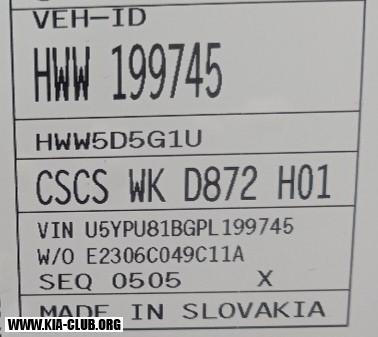 VEH-ID
HWW 199745
HWW5D5G1U
CSCS WK D872 H01
VIN U5YPU81BGPL199745
W/O E2306C049C11A
SEQ 0505 X
MADE IN SLOVAKIA
WWW.KIA-CLUB.ORG